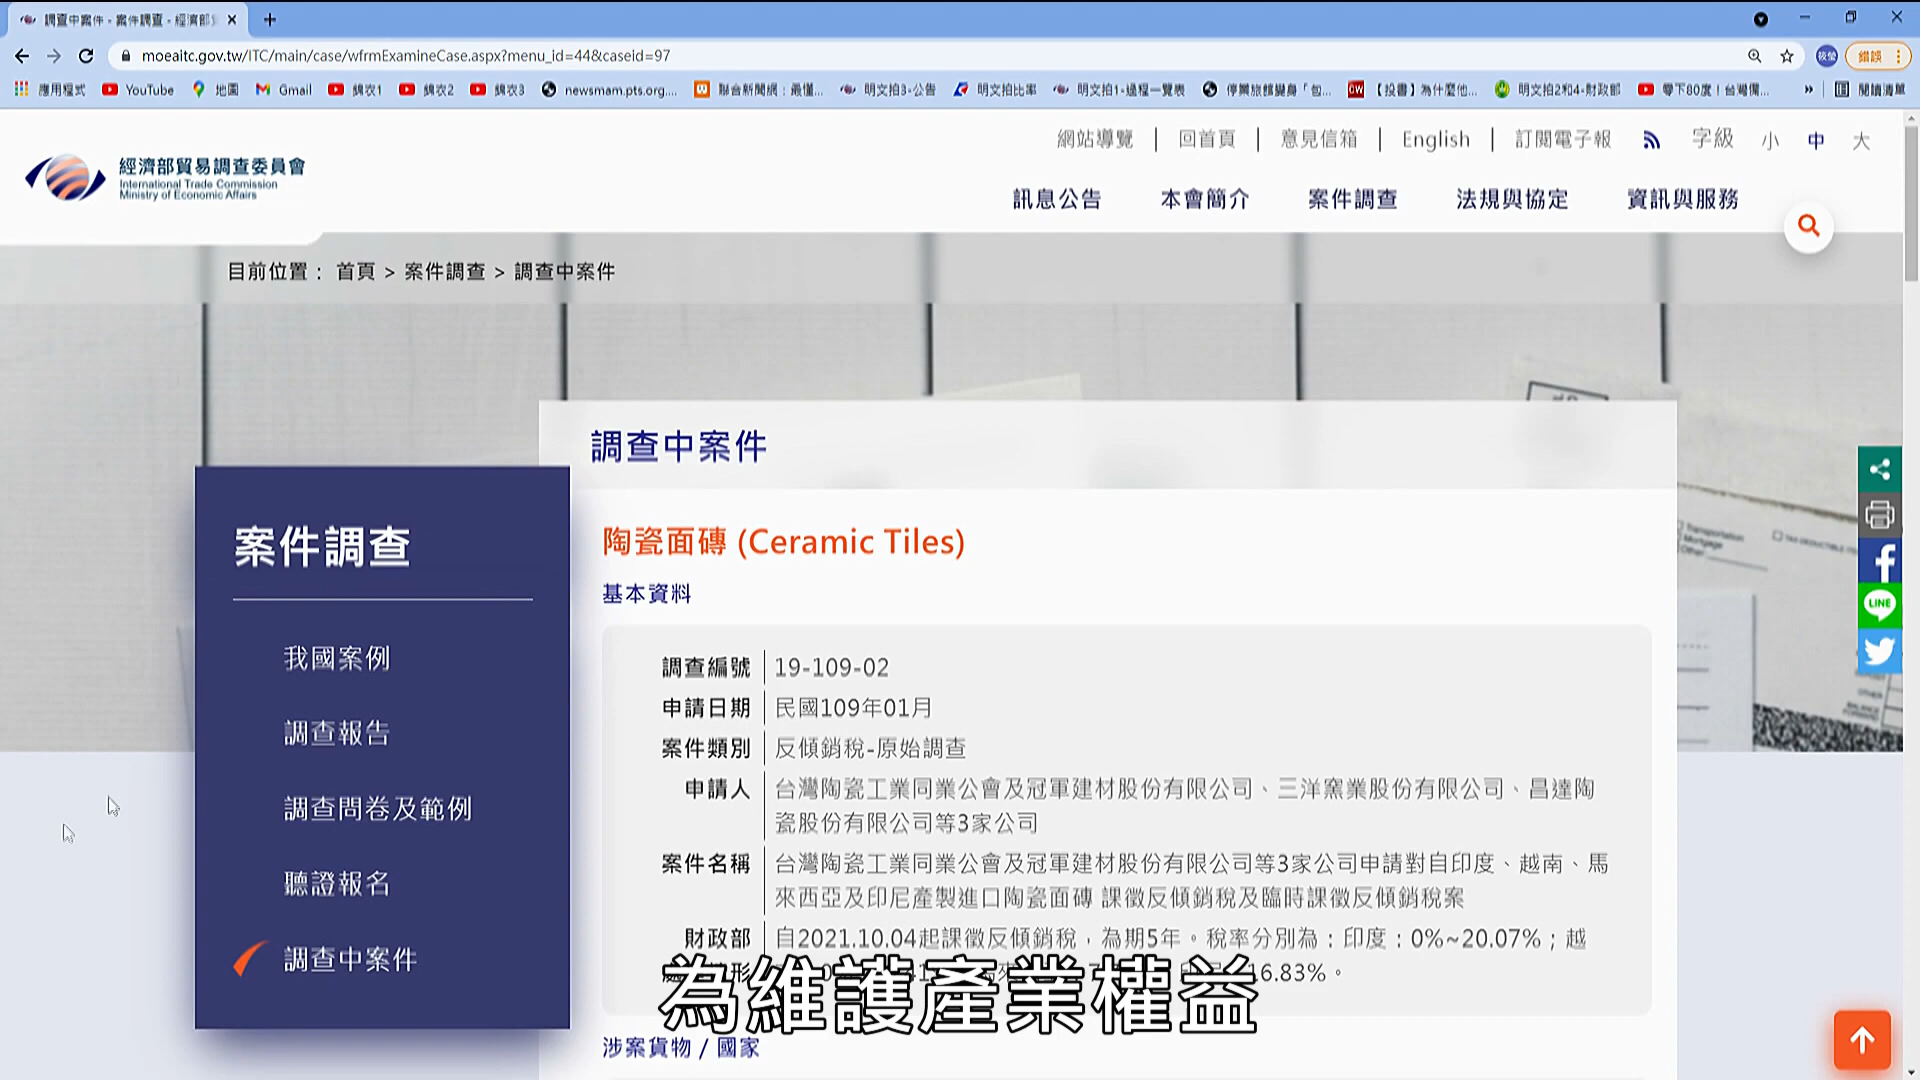 調查中案件 - 案件調查 - 經濟部
moeaitc.gov.tw/ITC/main/case/wfrmExamineCase.aspx?menu_id=44&caseid=97
筱瑩 錯誤
應用程式 YouTube 地圖 Gmail 錦衣1 錦衣2 錦衣3 newsmam.pts.org.... 聯合新聞網：最懂... 明文拍3-公告 明文拍比率 明文拍1-過程一覽表 停業旅館變身「包... 【投書】為什麼他... 明文拍2和4-財政部 零下80度！台灣備... » 閱讀清單
網站導覽 | 回首頁 | 意見信箱 | English | 訂閱電子報 字級 小 中 大
經濟部貿易調查委員會
International Trade Commission
Ministry of Economic Affairs
訊息公告 本會簡介 案件調查 法規與協定 資訊與服務
目前位置： 首頁 > 案件調查 > 調查中案件
調查中案件
案件調查
我國案例
調查報告
調查問卷及範例
聽證報名
調查中案件
陶瓷面磚 (Ceramic Tiles)
基本資料
調查編號 19-109-02
申請日期 民國109年01月
案件類別 反傾銷稅-原始調查
申請人 台灣陶瓷工業同業公會及冠軍建材股份有限公司、三洋窯業股份有限公司、昌達陶
瓷股份有限公司等3家公司
案件名稱 台灣陶瓷工業同業公會及冠軍建材股份有限公司等3家公司申請對自印度、越南、馬
來西亞及印尼產製進口陶瓷面磚 課徵反傾銷稅及臨時課徵反傾銷稅案
財政部 自2021.10.04起課徵反傾銷稅，為期5年。稅率分別為：印度：0%~20.07%；越
16.83%。
為維護產業權益
涉案貨物 / 國家
LINE